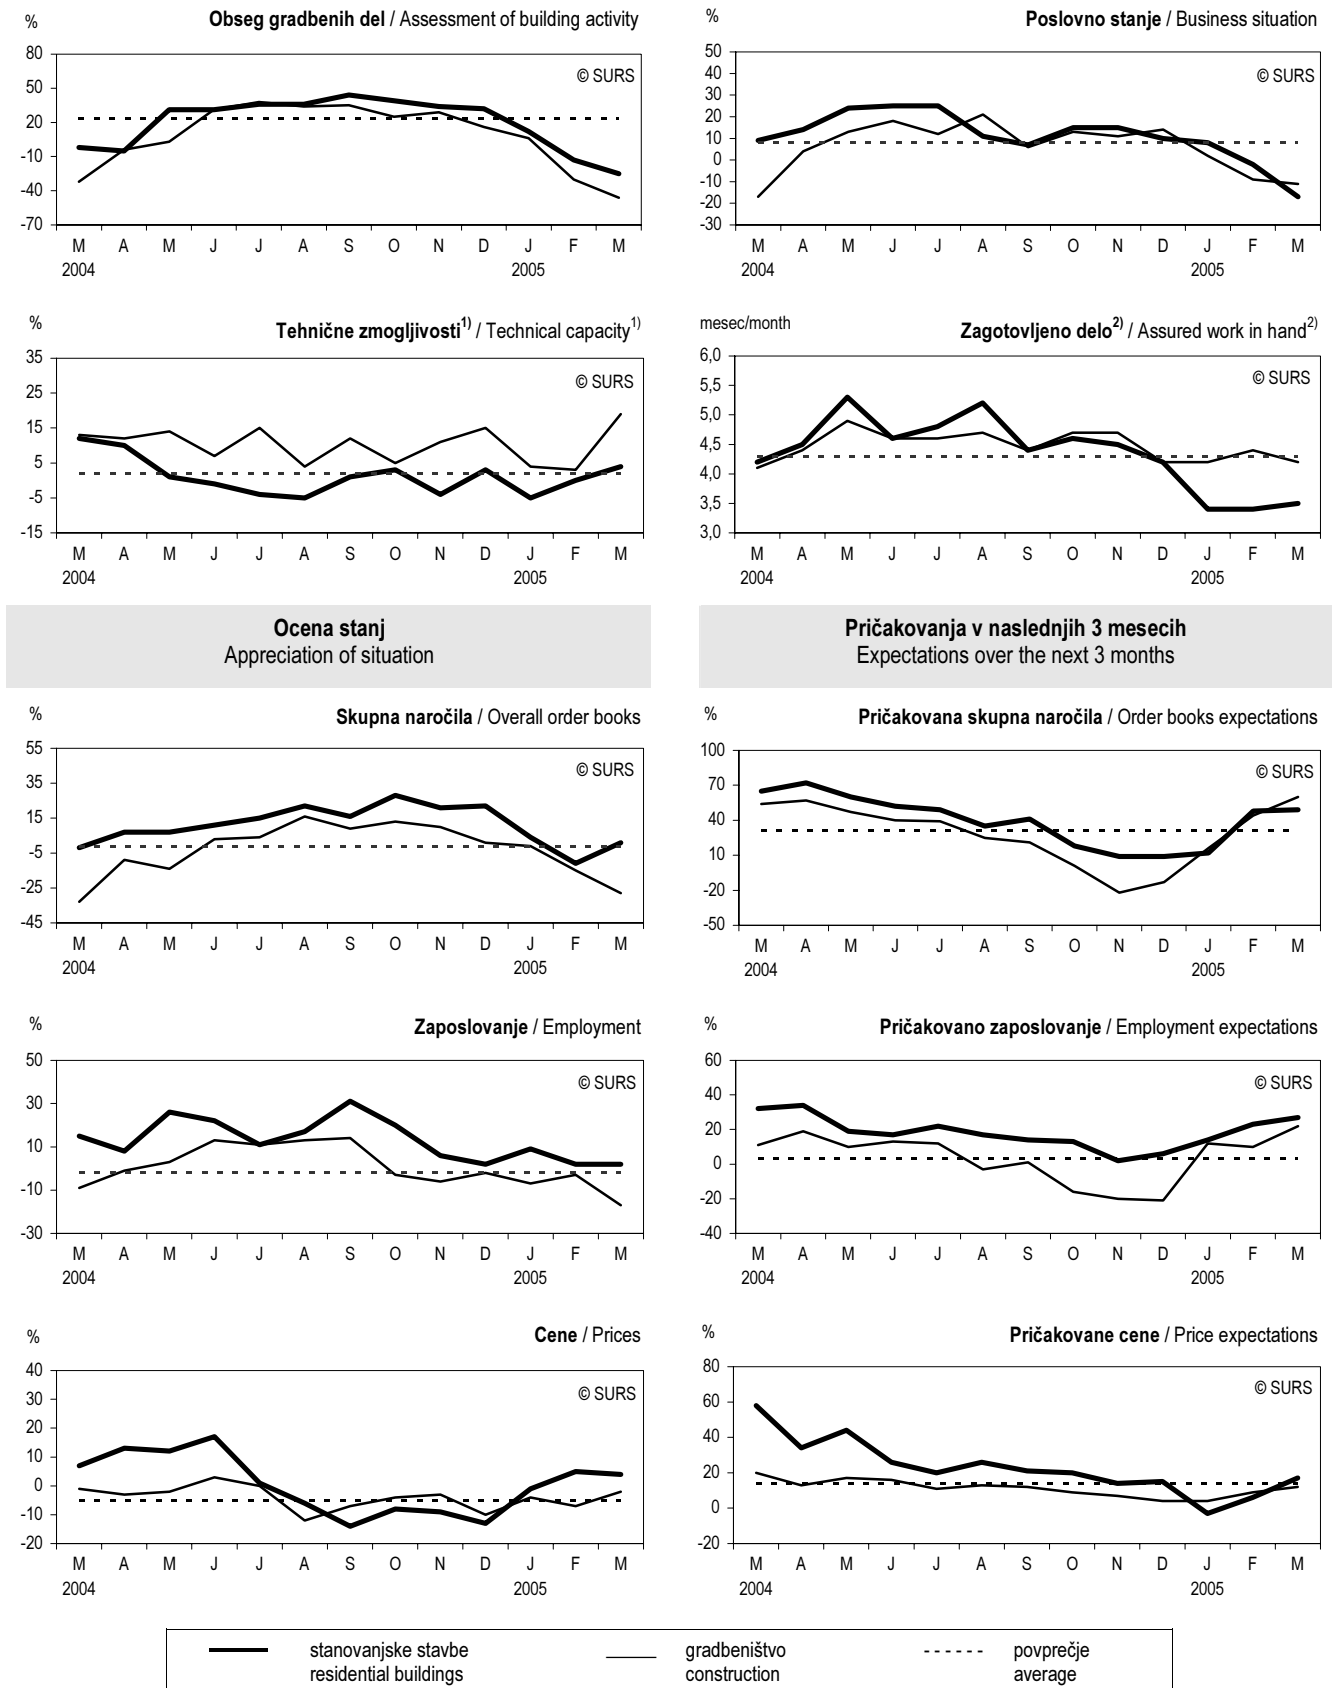 %
Obseg gradbenih del / Assessment of building activity
© SURS
80
50
20
-10
-40
-70
M A M J J A S O N D J F M
2004 2005
%
Poslovno stanje / Business situation
© SURS
50
40
30
20
10
0
-10
-20
-30
M A M J J A S O N D J F M
2004 2005
%
Tehnične zmogljivosti1) / Technical capacity1)
© SURS
35
25
15
5
-5
-15
M A M J J A S O N D J F M
2004 2005
mesec/month
Zagotovljeno delo2) / Assured work in hand2)
© SURS
6,0
5,5
5,0
4,5
4,0
3,5
3,0
M A M J J A S O N D J F M
2004 2005
Ocena stanj
Appreciation of situation
Pričakovanja v naslednjih 3 mesecih
Expectations over the next 3 months
%
Skupna naročila / Overall order books
© SURS
55
35
15
-5
-25
-45
M A M J J A S O N D J F M
2004 2005
%
Pričakovana skupna naročila / Order books expectations
© SURS
100
70
40
10
-20
-50
M A M J J A S O N D J F M
2004 2005
%
Zaposlovanje / Employment
© SURS
50
30
10
-10
-30
M A M J J A S O N D J F M
2004 2005
%
Pričakovano zaposlovanje / Employment expectations
© SURS
60
40
20
0
-20
-40
M A M J J A S O N D J F M
2004 2005
%
Cene / Prices
© SURS
40
30
20
10
0
-10
-20
M A M J J A S O N D J F M
2004 2005
%
Pričakovane cene / Price expectations
© SURS
80
60
40
20
0
-20
M A M J J A S O N D J F M
2004 2005
stanovanjske stavbe
residential buildings
gradbeništvo
construction
povprečje
average